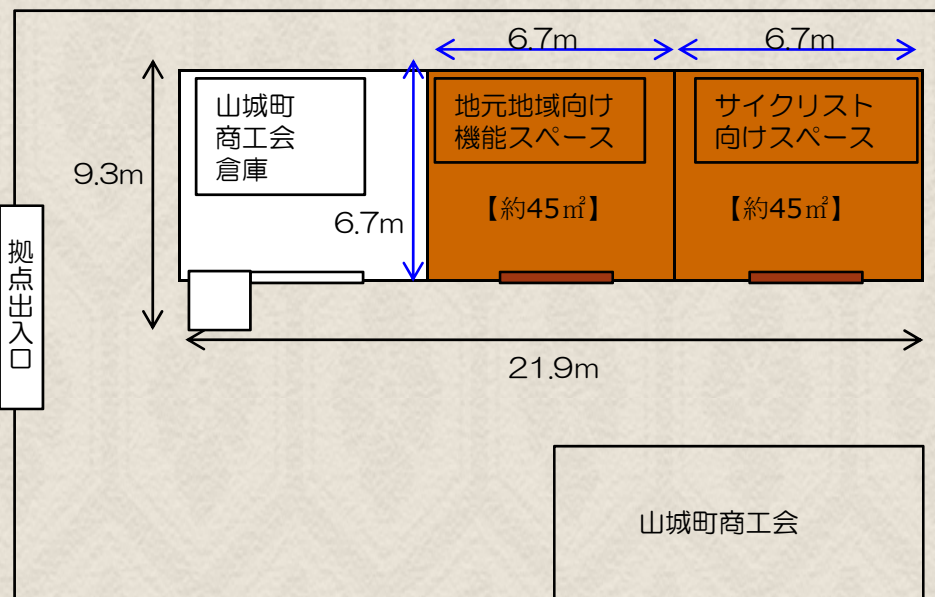 6.7m
6.7m
山城町
商工会
倉庫
地元地域向け
機能スペース
サイクリスト
向けスペース
9.3m
6.7m
【約45㎡】
【約45㎡】
拠点出入口
21.9m
山城町商工会